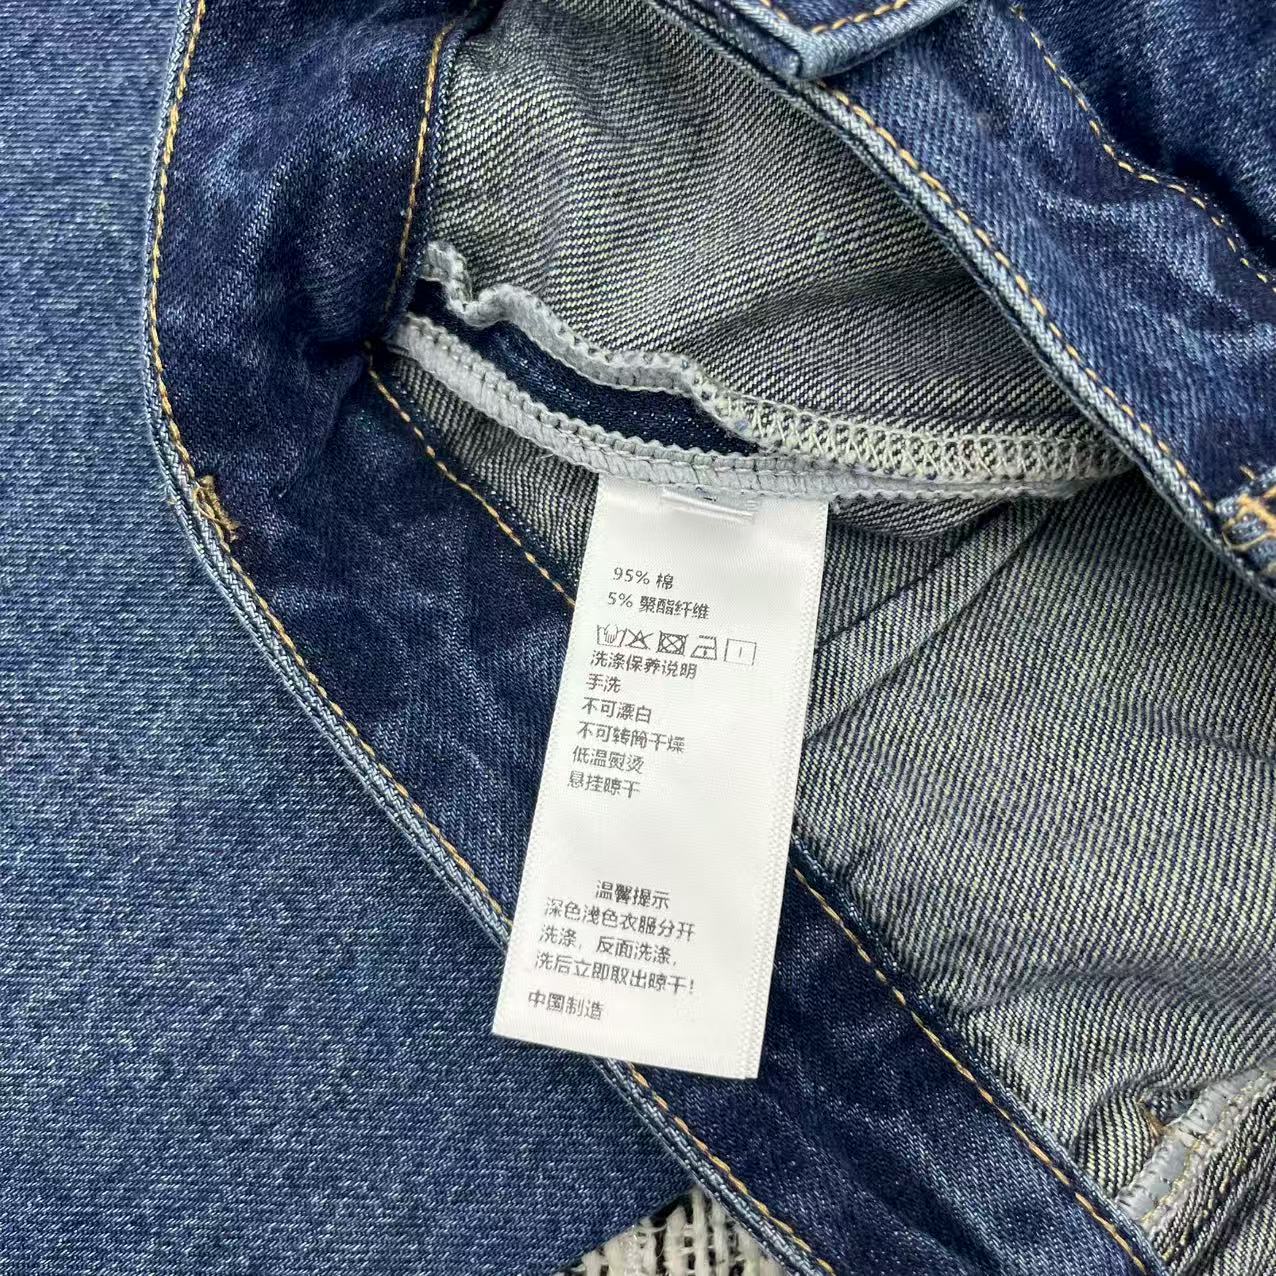 95% 棉
5% 聚酯纤维
洗涤保养说明
手洗
不可漂白
不可转筒干燥
低温熨烫
悬挂晾干
温馨提示
深色浅色衣服分开
洗涤，反面洗涤，
洗后立即取出晾干！
中国制造